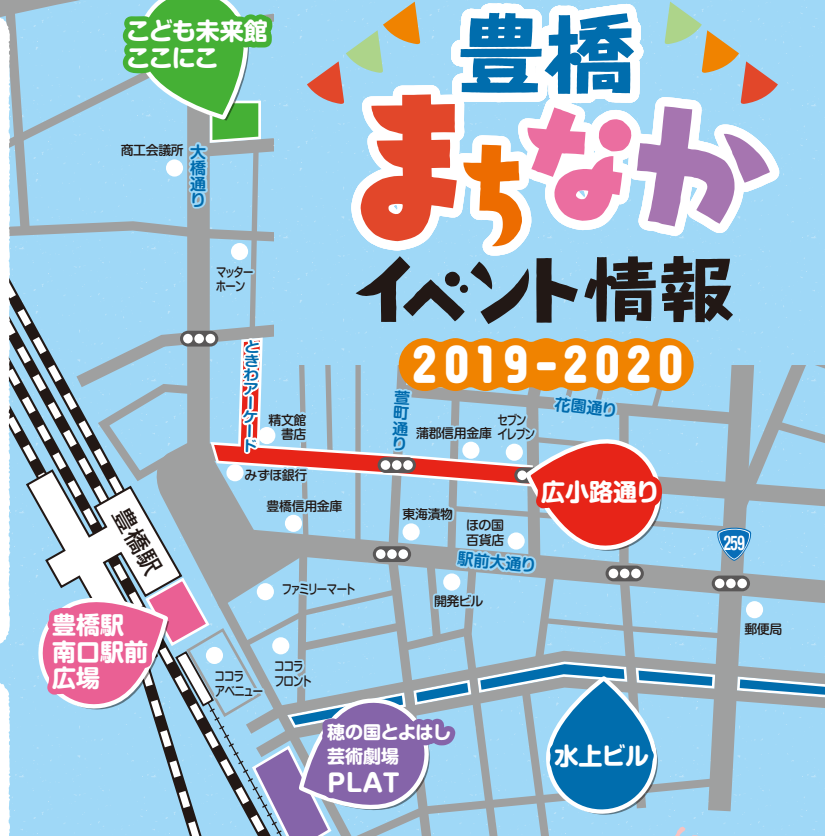 こども未来館
ここにこ
豊橋
まちなか
イベント情報
2019-2020
商工会議所
大橋通り
マッター
ホーン
ときわアーケード
精文館
書店
萱町通り
蒲郡信用金庫
セブン
イレブン
花園通り
みずほ銀行
広小路通り
豊橋信用金庫
東海漬物
ほの国
百貨店
駅前大通り
259
豊橋駅
ファミリーマート
開発ビル
郵便局
豊橋駅
南口駅前
広場
ココラ
アベニュー
ココラ
フロント
穂の国とよはし
芸術劇場
PLAT
水上ビル